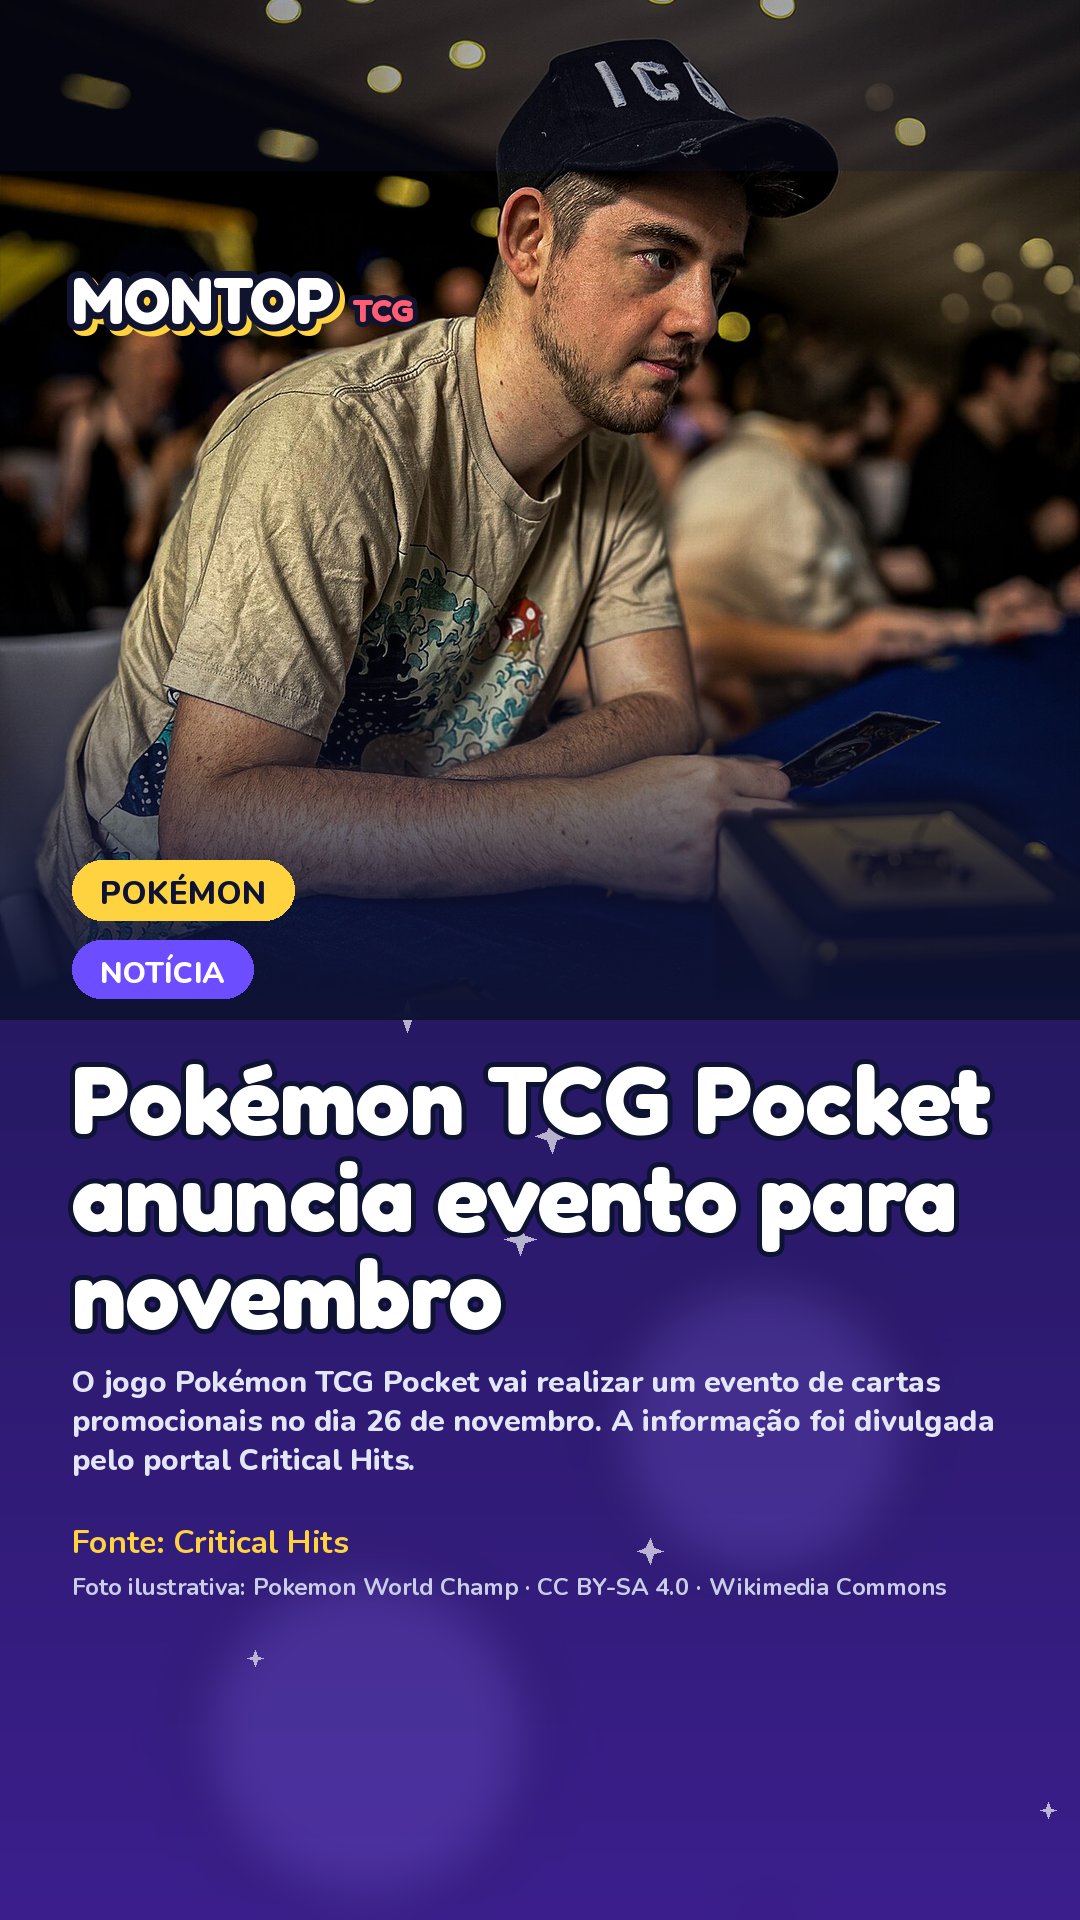 MONTOP TCG
POKÉMON
NOTÍCIA
Pokémon TCG Pocket
anuncia evento para
novembro
O jogo Pokémon TCG Pocket vai realizar um evento de cartas
promocionais no dia 26 de novembro. A informação foi divulgada
pelo portal Critical Hits.
Fonte: Critical Hits
Foto ilustrativa: Pokemon World Champ · CC BY-SA 4.0 · Wikimedia Commons